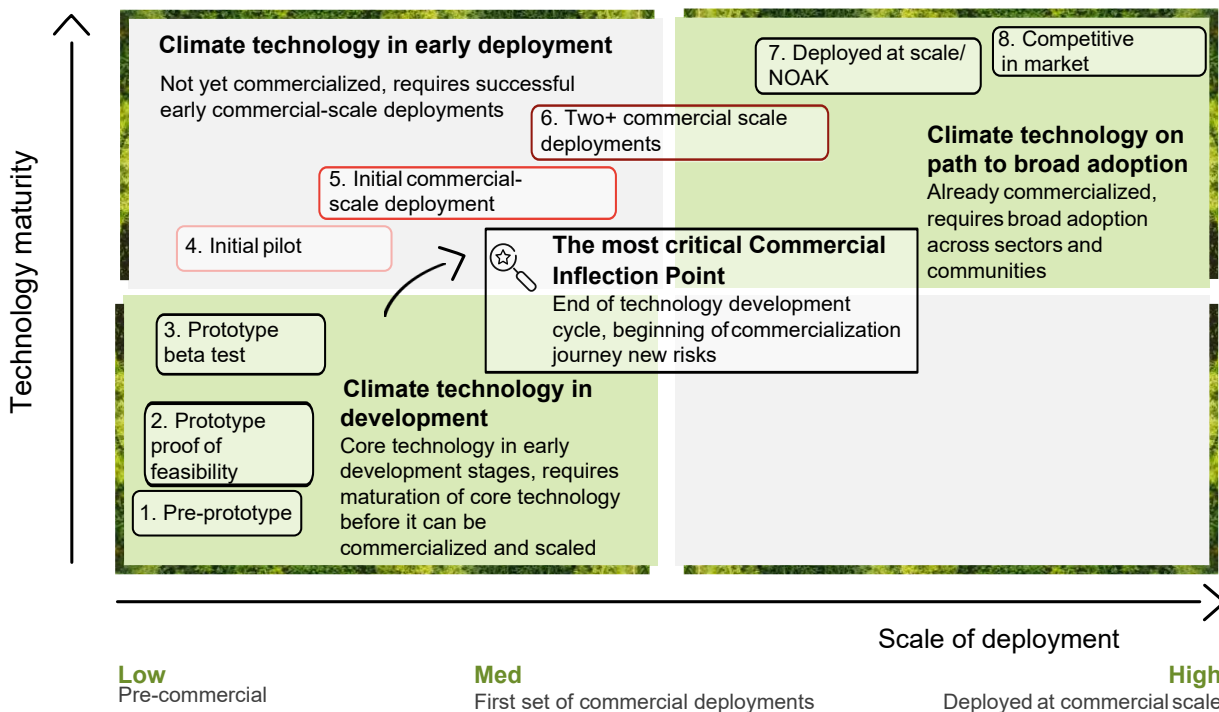 Climate technology in early deployment
Not yet commercialized, requires successful
early commercial-scale deployments
7. Deployed at scale/
NOAK
8. Competitive
in market
6. Two+ commercial scale
deployments
Climate technology on
path to broad adoption
Already commercialized,
requires broad adoption
across sectors and
communities
5. Initial commercial-
scale deployment
4. Initial pilot
The most critical Commercial
Inflection Point
End of technology development
cycle, beginning of commercialization
journey new risks
3. Prototype
beta test
2. Prototype
proof of
feasibility
1. Pre-prototype
Climate technology in
development
Core technology in early
development stages, requires
maturation of core technology
before it can be
commercialized and scaled
Technology maturity
Scale of deployment
Low
Pre-commercial
Med
First set of commercial deployments
High
Deployed at commercial scale